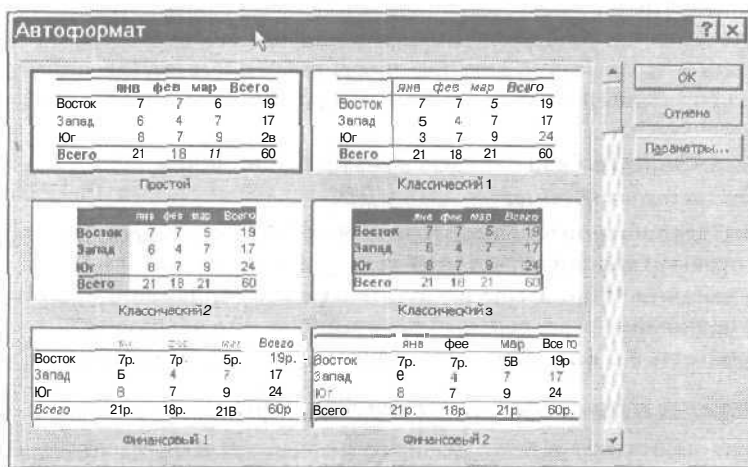 Автоформат
янв фев мар Всего
Восток 7 7 6 19
Запад 6 4 7 17
Юг 8 7 9 2в
Всего 21 18 11 60
Простой
янв фев мар Всего
Восток 7 7 5 19
Запад 5 4 7 17
Юг 3 7 9 24
Всего 21 18 21 60
Классический 1
янв фев мар Всего
Восток 7 7 5 19
Запад 6 4 7 17
Юг 8 7 9 24
Всего 21 18 21 60
Классический2
янв фев мар Всего
Восток 7 7 5 19
Запад 6 4 7 17
Юг 8 7 9 24
Всего 21 18 21 60
Классическийз
Всего
Восток 7р. 7р. 5р. 19р.
Запад Б 4 7 17
Юг 8 7 9 24
Всего 21р. 18р. 21В 60р
Финансовый 1
янв фее мар Все го
Восток 7р. 7р. 5В 19р
Запад е 4 7 17
Юг 8 7 9 24
Всего 21р. 18р. 21р. 60р.
Финансовый 2
OK
Отмена
Параметры...